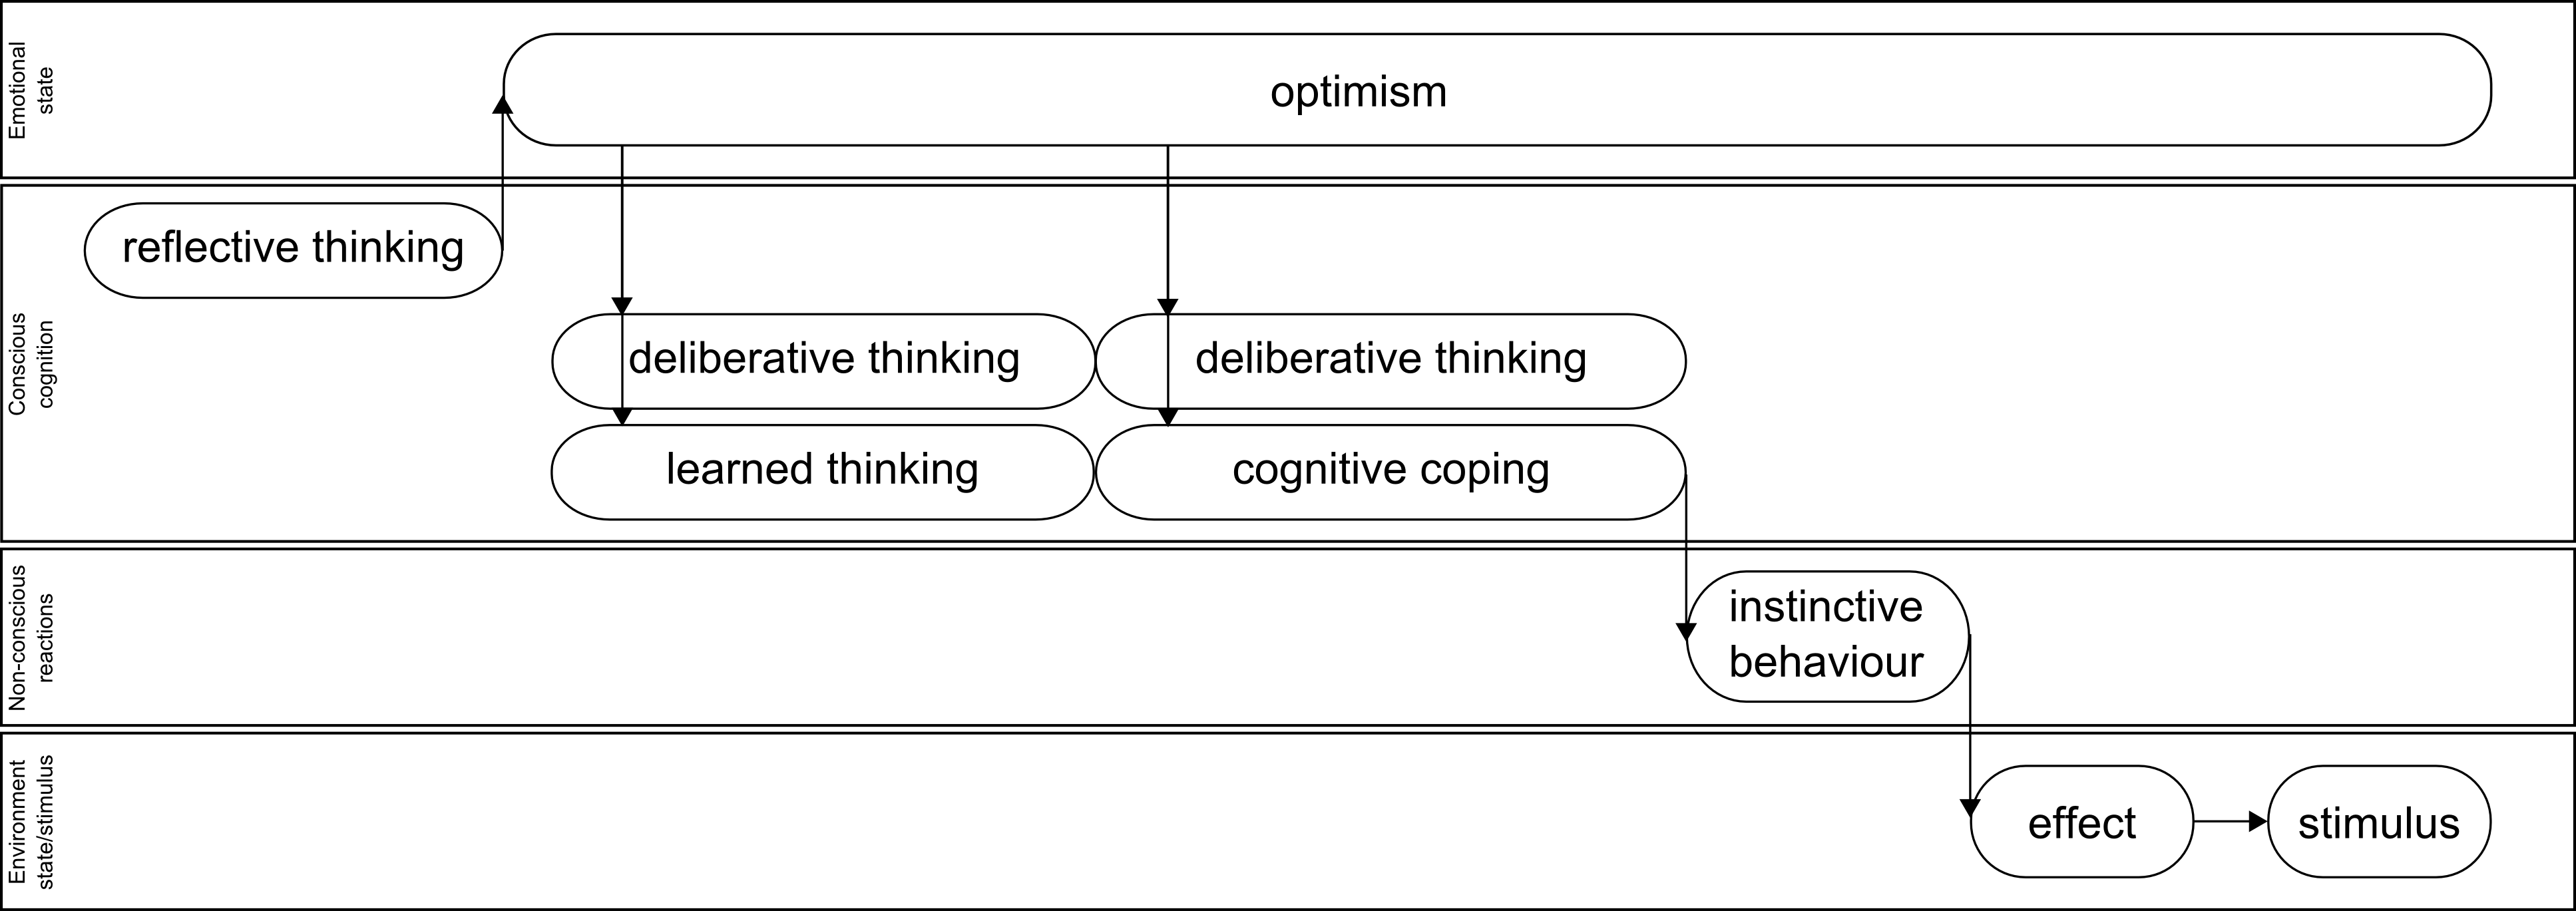 Emotional
state
optimism
Conscious
cognition
reflective thinking
deliberative thinking
deliberative thinking
learned thinking
cognitive coping
Non-conscious
reactions
instinctive
behaviour
Environment
state/stimulus
effect
stimulus